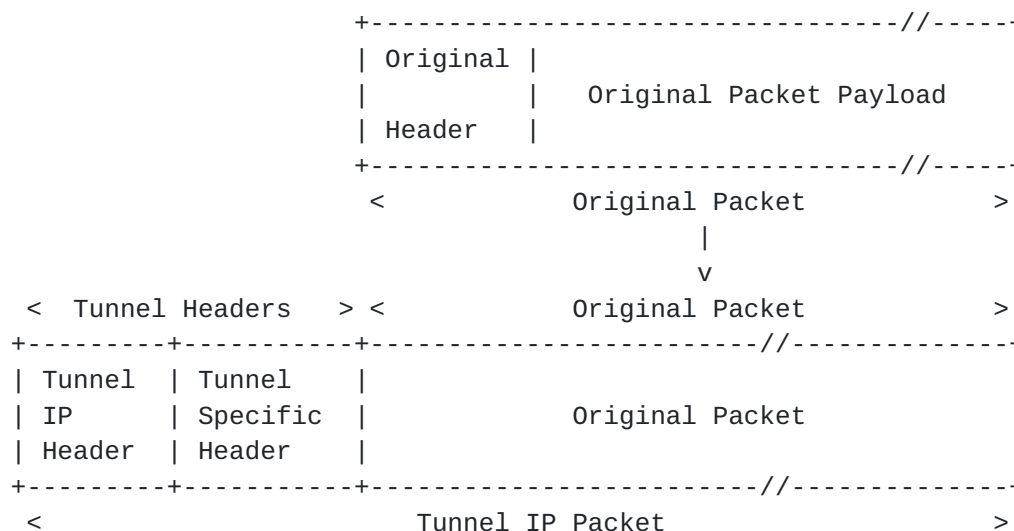 +----------------------------------//-----+
                      | Original |
                      |          |   Original Packet Payload
                      | Header   |
                      +----------------------------------//-----+
                       <            Original Packet            >
                                            |
                                            v
 <  Tunnel Headers   > <            Original Packet            >
+---------+-----------+-------------------------//--------------+
| Tunnel  | Tunnel    |
| IP      | Specific  |             Original Packet
| Header  | Header    |
+---------+-----------+-------------------------//--------------+
 <                        Tunnel IP Packet                     >